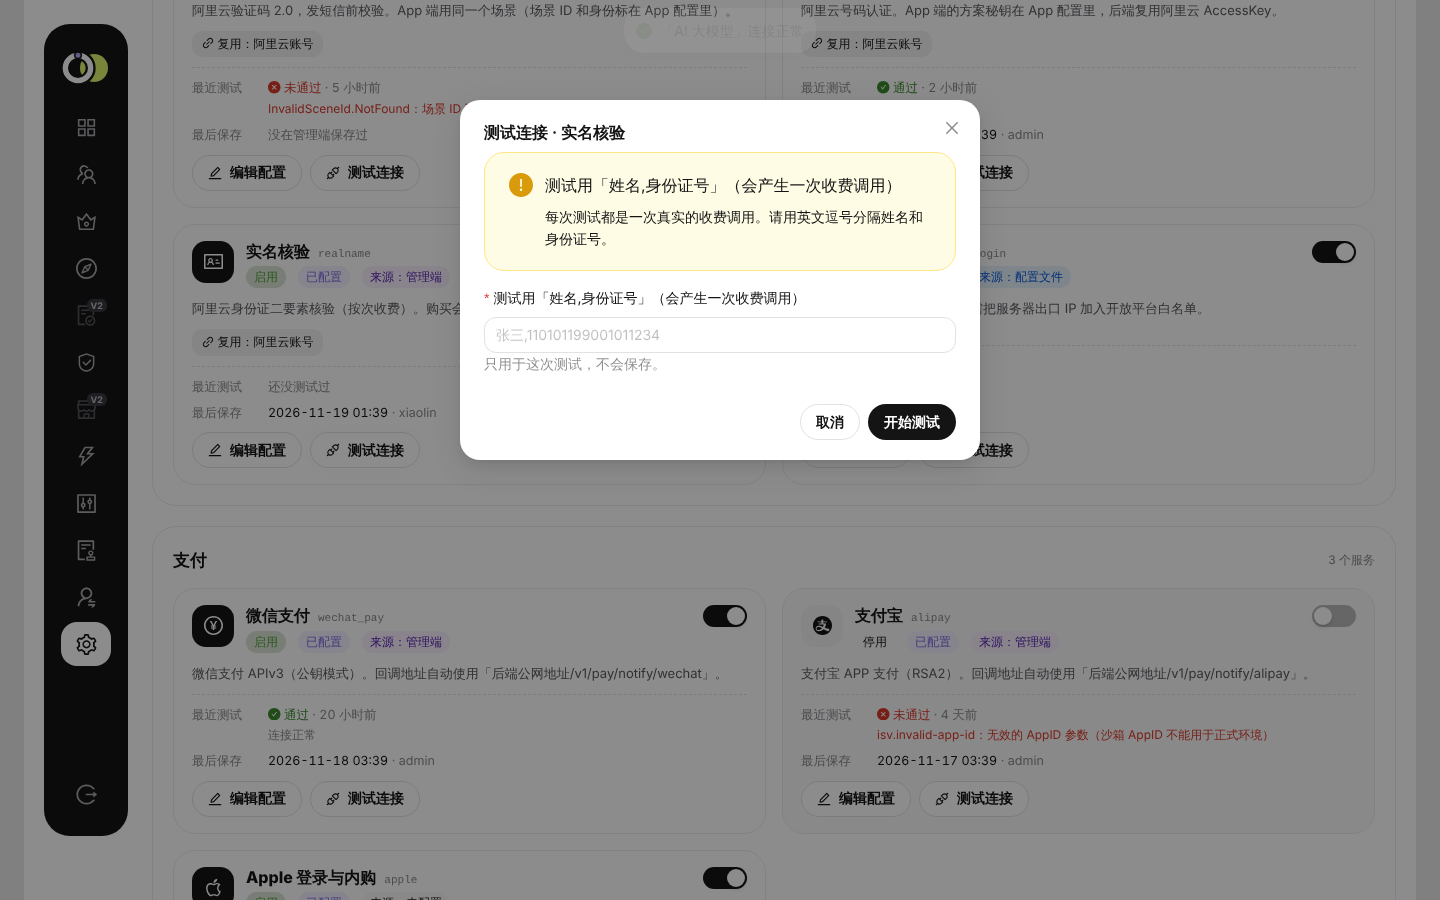 阿里云验证码 2.0，发短信前校验。App 端用同一个场景（场景 ID 和身份标在 App 配置里）。
阿里云号码认证。App 端的方案秘钥在 App 配置里，后端复用阿里云 AccessKey。
「AI 大模型」连接正常
复用：阿里云账号
复用：阿里云账号
最近测试 未通过 · 5 小时前
InvalidSceneId.NotFound：场景 ID
最后保存 没在管理端保存过
编辑配置 测试连接
最近测试 通过 · 2 小时前
39 · admin
试连接
测试连接 · 实名核验
测试用「姓名,身份证号」（会产生一次收费调用）
每次测试都是一次真实的收费调用。请用英文逗号分隔姓名和
身份证号。
* 测试用「姓名,身份证号」（会产生一次收费调用）
张三,110101199001011234
只用于这次测试，不会保存。
取消 开始测试
实名核验 realname
启用 已配置 来源：管理端
阿里云身份证二要素核验（按次收费）。购买
复用：阿里云账号
最近测试 还没测试过
最后保存 2026-11-19 01:39 · xiaolin
编辑配置 测试连接
ogin
来源：配置文件
把服务器出口 IP 加入开放平台白名单。
试连接
V2
V2
支付
3 个服务
微信支付 wechat_pay
启用 已配置 来源：管理端
微信支付 APIv3（公钥模式）。回调地址自动使用「后端公网地址/v1/pay/notify/wechat」。
最近测试 通过 · 20 小时前
连接正常
最后保存 2026-11-18 03:39 · admin
编辑配置 测试连接
支付宝 alipay
停用 已配置 来源：管理端
支付宝 APP 支付（RSA2）。回调地址自动使用「后端公网地址/v1/pay/notify/alipay」。
最近测试 未通过 · 4 天前
isv.invalid-app-id：无效的 AppID 参数（沙箱 AppID 不能用于正式环境）
最后保存 2026-11-17 03:39 · admin
编辑配置 测试连接
Apple 登录与内购 apple